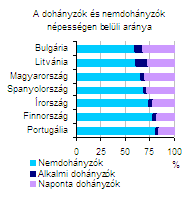 A dohányzók és nemdohányzók
népességen belüli aránya
Bulgária
Litvánia
Magyarország
Spanyolország
Írország
Finnország
Portugália
0 25 50 75 100
%
Nemdohányzók
Alkalmi dohányzók
Naponta dohányzók